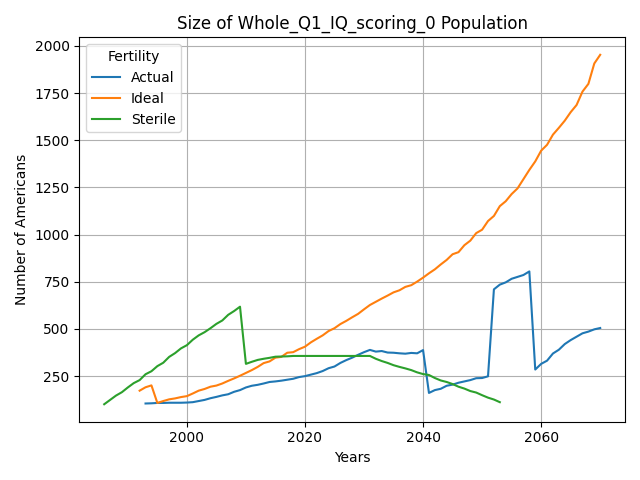 Size of Whole_Q1_IQ_scoring_0 Population
Fertility
Actual
Ideal
Sterile
Number of Americans
2000
1750
1500
1250
1000
750
500
250
2000
2020
2040
2060
Years